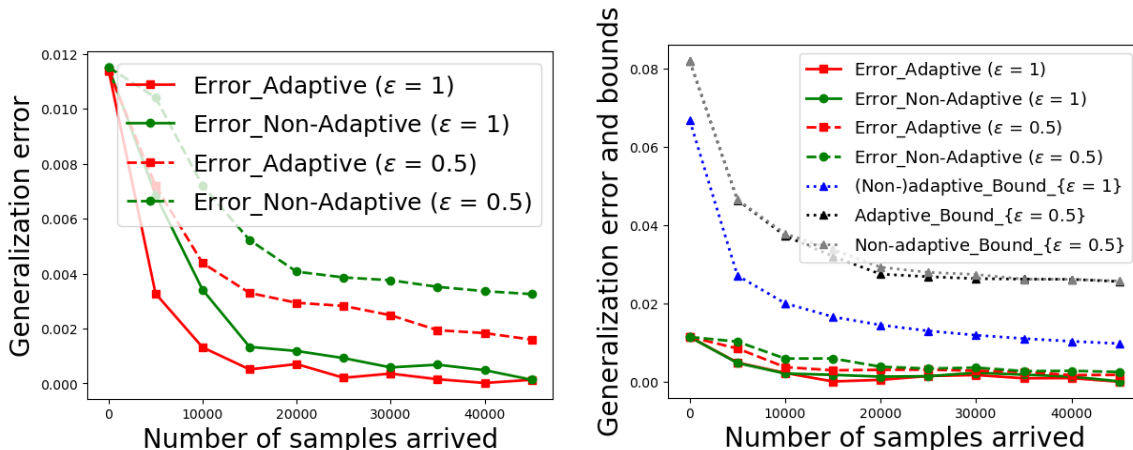 Generalization error
0.012
0.010
0.008
0.006
0.004
0.002
0.000
Error_Adaptive (ε = 1)
Error_Non-Adaptive (ε = 1)
Error_Adaptive (ε = 0.5)
Error_Non-Adaptive (ε = 0.5)
0 10000 20000 30000 40000
Number of samples arrived
Generalization error and bounds
0.08
0.06
0.04
0.02
0.00
Error_Adaptive (ε = 1)
Error_Non-Adaptive (ε = 1)
Error_Adaptive (ε = 0.5)
Error_Non-Adaptive (ε = 0.5)
(Non-)adaptive_Bound_{ε = 1}
Adaptive_Bound_{ε = 0.5}
Non-adaptive_Bound_{ε = 0.5}
0 10000 20000 30000 40000
Number of samples arrived